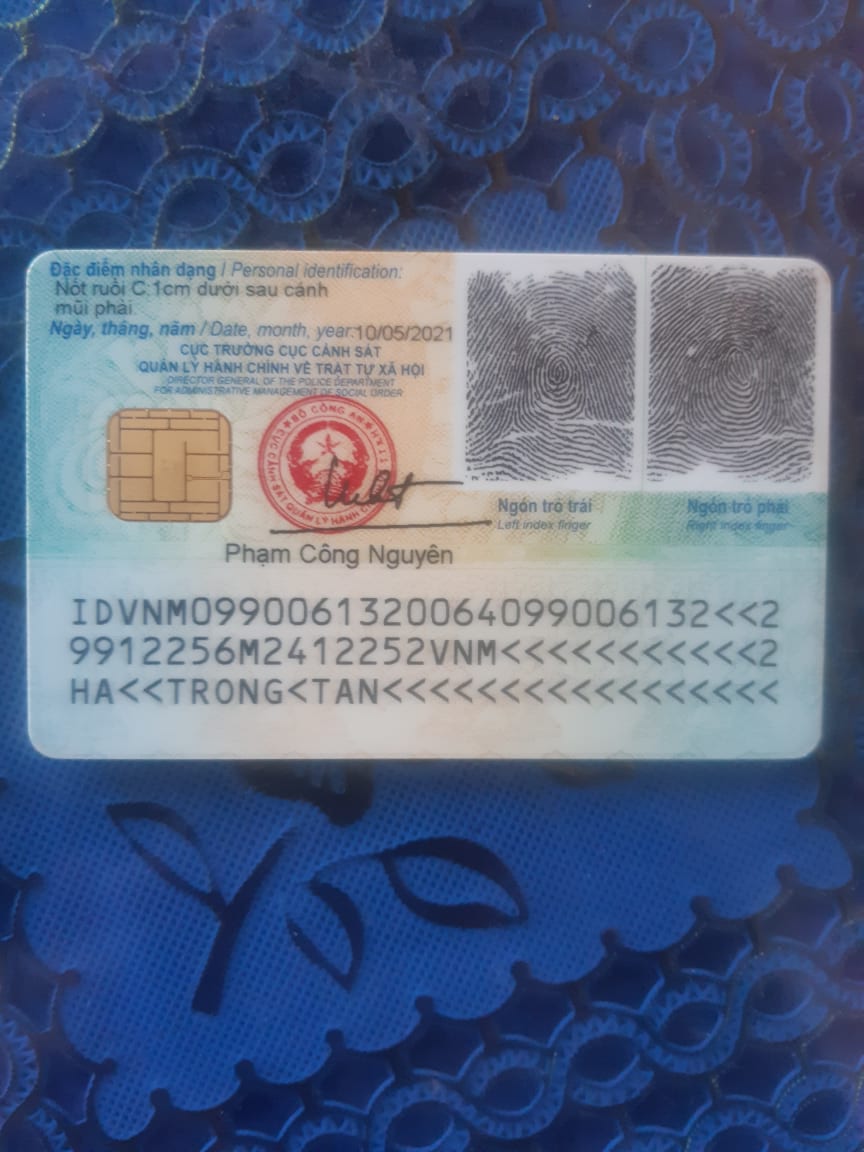 Đặc điểm nhân dạng / Personal identification:
Nốt ruồi C:1cm dưới sau cánh
mũi phải
Ngày, tháng, năm / Date, month, year:10/05/2021
CỤC TRƯỞNG CỤC CẢNH SÁT
QUẢN LÝ HÀNH CHÍNH VỀ TRẬT TỰ XÃ HỘI
DIRECTOR GENERAL OF THE POLICE DEPARTMENT
FOR ADMINISTRATIVE MANAGEMENT OF SOCIAL ORDER
BỘ CÔNG AN
CỤC CẢNH SÁT QUẢN LÝ HÀNH
Ngón trỏ trái
Left index finger
Ngón trỏ phải
Right index finger
Phạm Công Nguyên
IDVNM0990061320064099006132<<2
9912256M2412252VNM<<<<<<<<<<<2
HA<<TRONG<TAN<<<<<<<<<<<<<<<<<